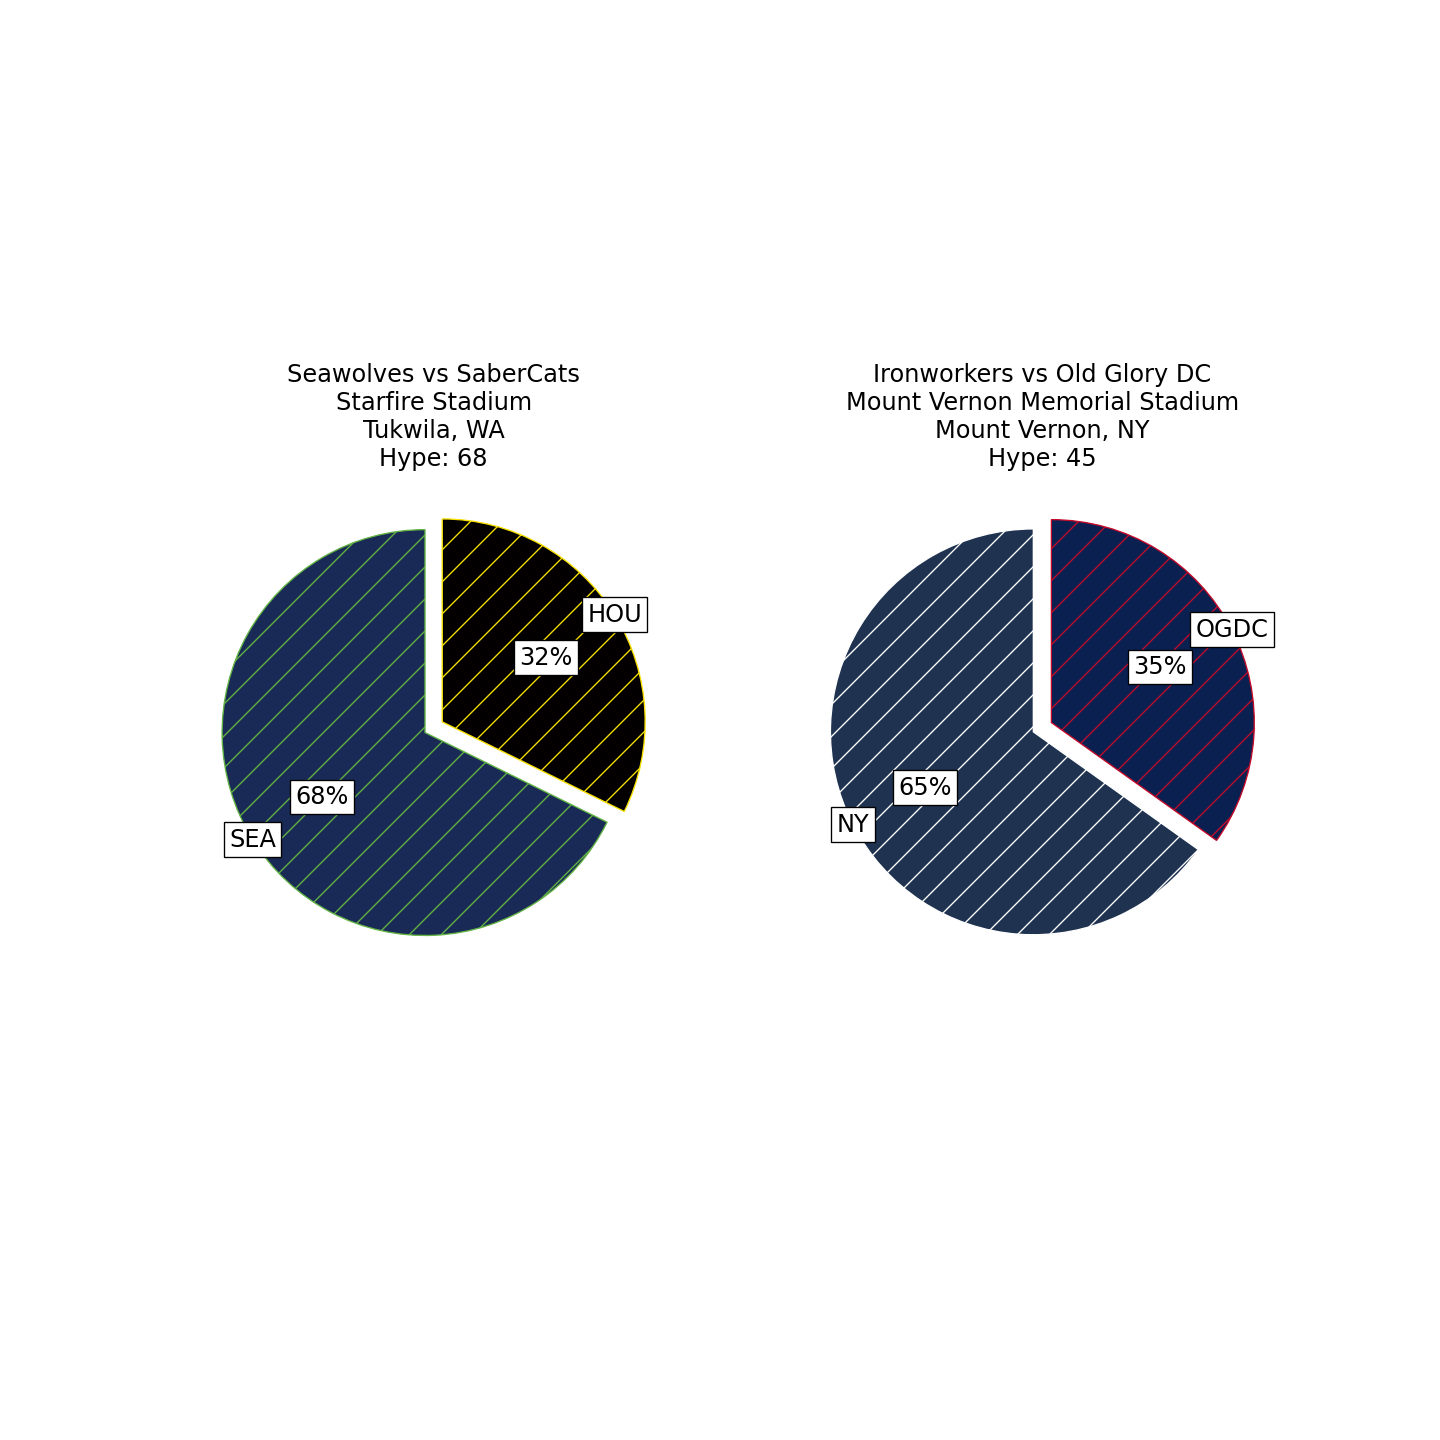 Seawolves vs SaberCats
Starfire Stadium
Tukwila, WA
Hype: 68
HOU
32%
68%
SEA
Ironworkers vs Old Glory DC
Mount Vernon Memorial Stadium
Mount Vernon, NY
Hype: 45
OGDC
35%
65%
NY